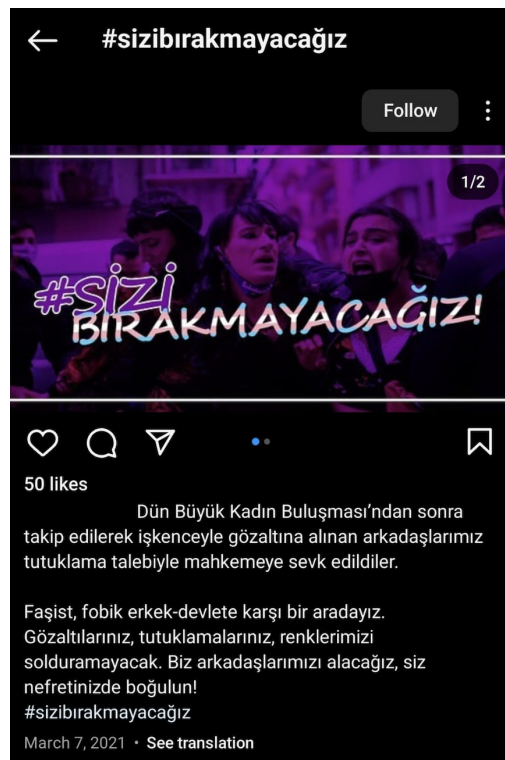 #sizibırakmayacağız
Follow
1/2
#SİZİ
BIRAKMAYACAĞIZ!
50 likes
Dün Büyük Kadın Buluşması’ndan sonra
takip edilerek işkenceyle gözaltına alınan arkadaşlarımız
tutuklama talebiyle mahkemeye sevk edildiler.
Faşist, fobik erkek-devlete karşı bir aradayız.
Gözaltılarınız, tutuklamalarınız, renklerimizi
solduramayacak. Biz arkadaşlarımızı alacağız, siz
nefretinizde boğulun!
#sizibırakmayacağız
March 7, 2021 • See translation